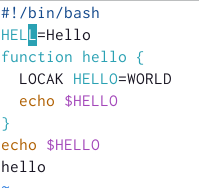 #!/bin/bash
HELL=Hello
function hello {
  LOCAK HELLO=WORLD
  echo $HELLO
}
echo $HELLO
hello
~